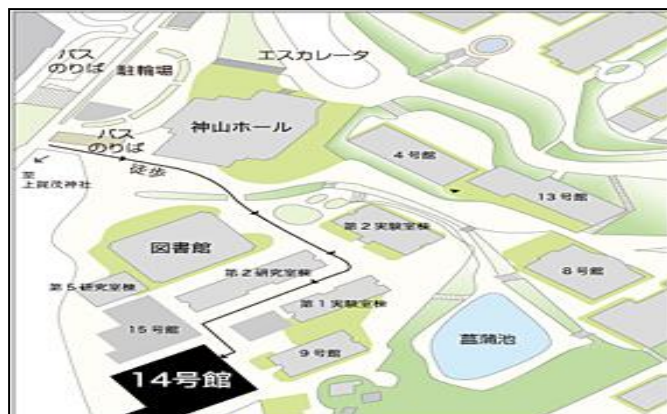 バス
のりば
駐輪場
エスカレータ
神山ホール
バス
のりば
徒歩
至
上賀茂神社
4号館
13号館
第2実験室棟
図書館
第2研究室棟
8号館
第5研究室棟
第1実験室棟
15号館
菖蒲池
9号館
14号館